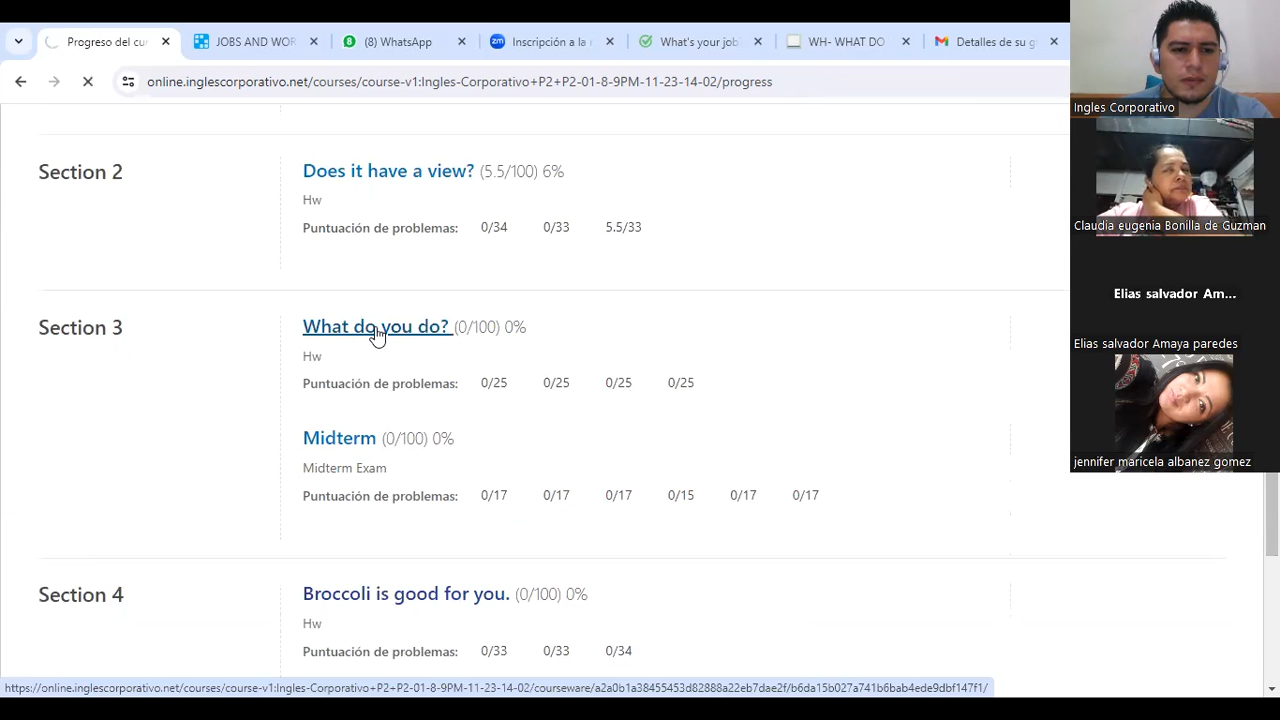 Progreso del cu
JOBS AND WOR
(8) WhatsApp
Inscripción a la r
What's your job
WH- WHAT DO
Detalles de su g
online.inglescorporativo.net/courses/course-v1:Ingles-Corporativo+P2+P2-01-8-9PM-11-23-14-02/progress
Section 2
Does it have a view? (5.5/100) 6%
Hw
Puntuación de problemas: 0/34 0/33 5.5/33
Section 3
What do you do? (0/100) 0%
Hw
Puntuación de problemas: 0/25 0/25 0/25 0/25
Midterm (0/100) 0%
Midterm Exam
Puntuación de problemas: 0/17 0/17 0/17 0/15 0/17 0/17
Section 4
Broccoli is good for you. (0/100) 0%
Hw
Puntuación de problemas: 0/33 0/33 0/34
https://online.inglescorporativo.net/courses/course-v1:Ingles-Corporativo+P2+P2-01-8-9PM-11-23-14-02/courseware/a2a0b1a38455453d82888a22eb7dae2f/b6da15b027a741b6bab4ede9dbf147f1/
Ingles Corporativo
Claudia eugenia Bonilla de Guzman
Elias salvador Am...
Elias salvador Amaya paredes
jennifer maricela albanez gomez